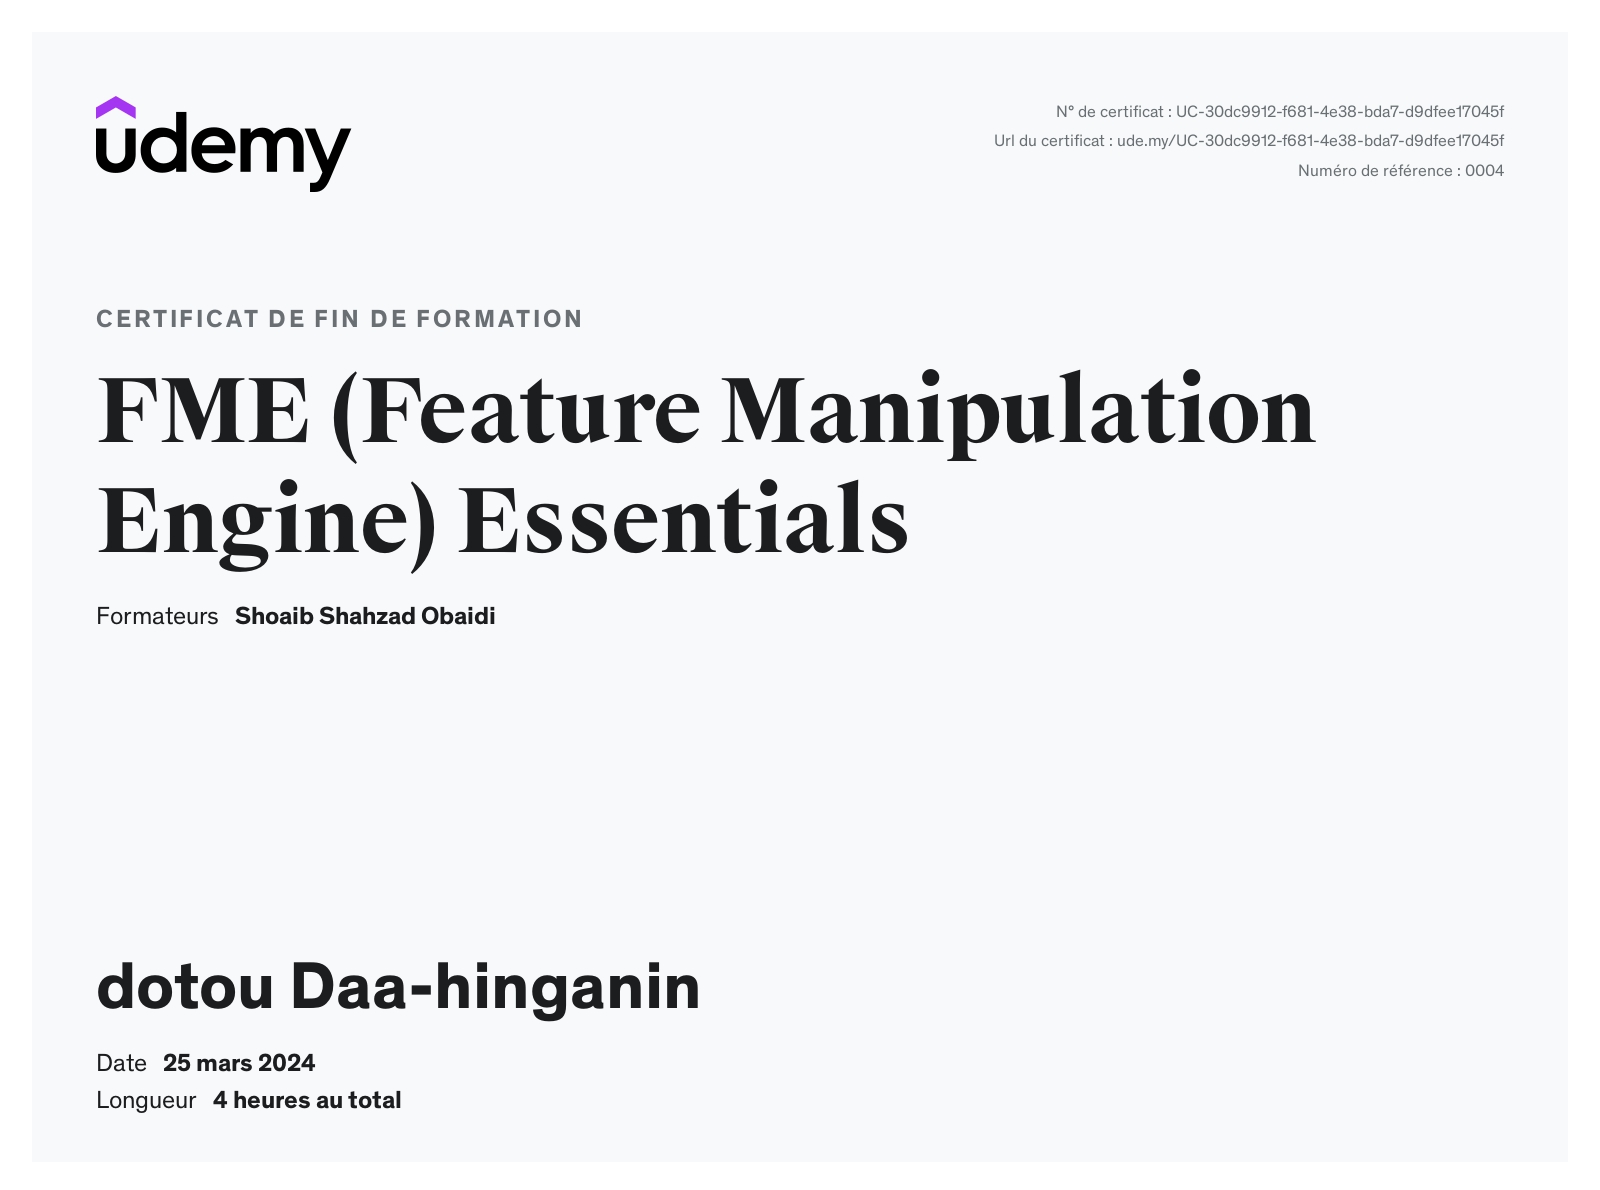 udemy
N° de certificat : UC-30dc9912-f681-4e38-bda7-d9dfee17045f
Url du certificat : ude.my/UC-30dc9912-f681-4e38-bda7-d9dfee17045f
Numéro de référence : 0004
CERTIFICAT DE FIN DE FORMATION
FME (Feature Manipulation
Engine) Essentials
Formateurs Shoaib Shahzad Obaidi
dotou Daa-hinganin
Date 25 mars 2024
Longueur 4 heures au total